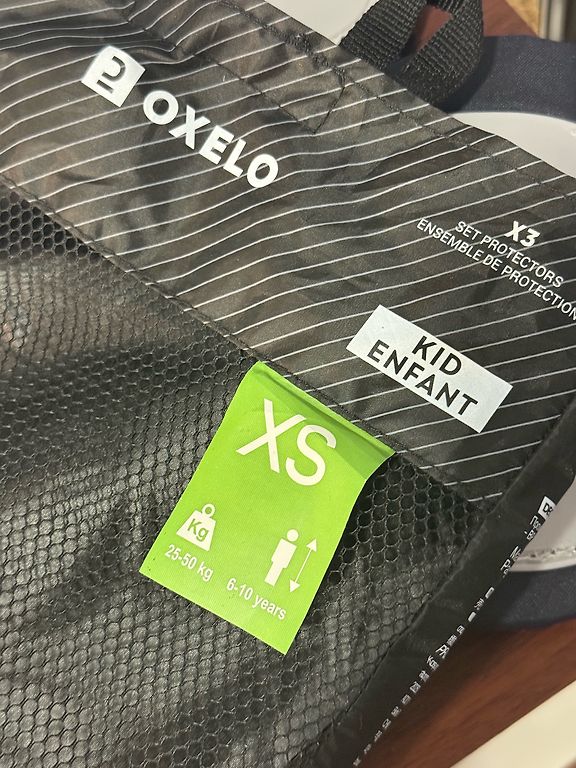 OXELO
X3
SET PROTECTORS
ENSEMBLE DE PROTECTION
KID
ENFANT
XS
Kg
25-50 kg
6-10 years